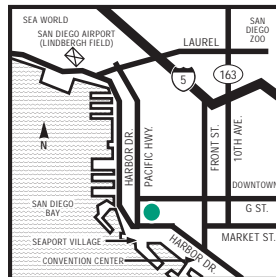 SEA WORLD
SAN DIEGO AIRPORT
(LINDBERGH FIELD)
LAUREL
SAN
DIEGO
ZOO
5
163
N
HARBOR DR.
PACIFIC HWY.
FRONT ST.
10TH AVE.
DOWNTOWN
G ST.
SAN DIEGO
BAY
MARKET ST.
SEAPORT VILLAGE
HARBOR DR.
CONVENTION CENTER